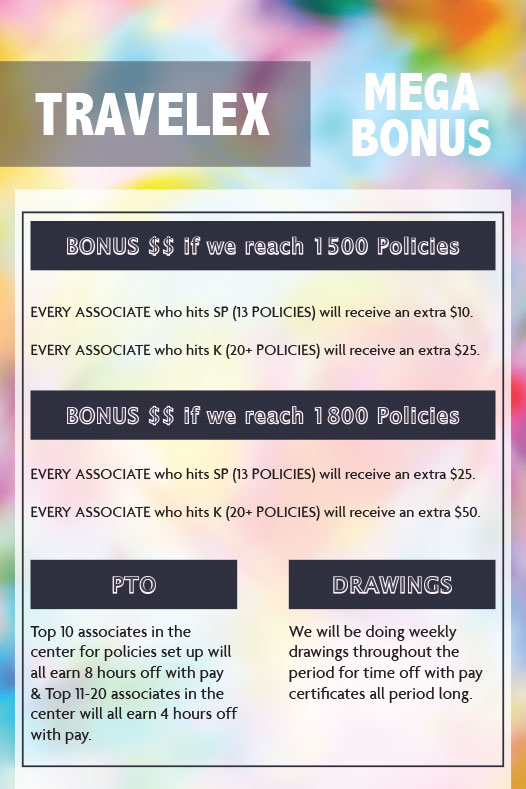 TRAVELEX
MEGA
BONUS
BONUS $$ if we reach 1500 Policies
EVERY ASSOCIATE who hits SP (13 POLICIES) will receive an extra $10.
EVERY ASSOCIATE who hits K (20+ POLICIES) will receive an extra $25.
BONUS $$ if we reach 1800 Policies
EVERY ASSOCIATE who hits SP (13 POLICIES) will receive an extra $25.
EVERY ASSOCIATE who hits K (20+ POLICIES) will receive an extra $50.
PTO
Top 10 associates in the
center for policies set up will
all earn 8 hours off with pay
& Top 11-20 associates in the
center will all earn 4 hours off
with pay.
DRAWINGS
We will be doing weekly
drawings throughout the
period for time off with pay
certificates all period long.